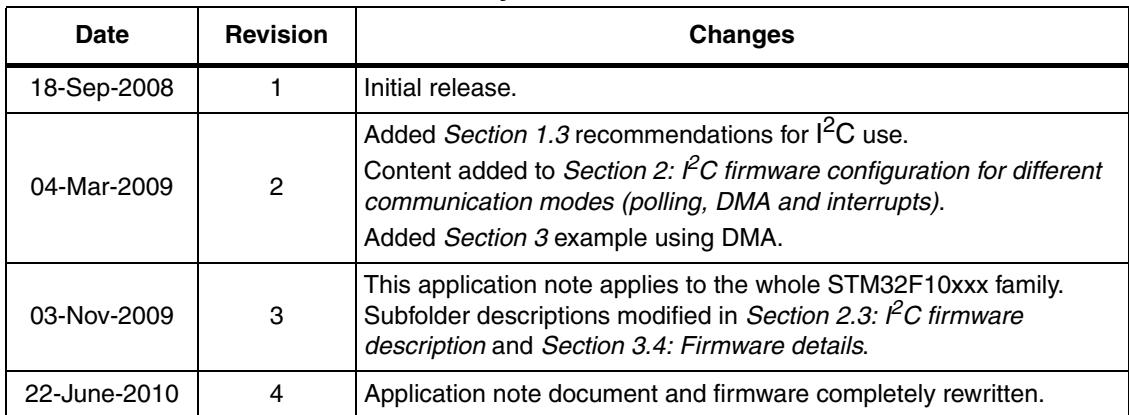 Date Revision Changes
18-Sep-2008 1 Initial release.
Added Section 1.3 recommendations for I²C use.
Content added to Section 2: I²C firmware configuration for different
04-Mar-2009 2 communication modes (polling, DMA and interrupts).
Added Section 3 example using DMA.
This application note applies to the whole STM32F10xxx family.
03-Nov-2009 3 Subfolder descriptions modified in Section 2.3: I²C firmware
description and Section 3.4: Firmware details.
22-June-2010 4 Application note document and firmware completely rewritten.